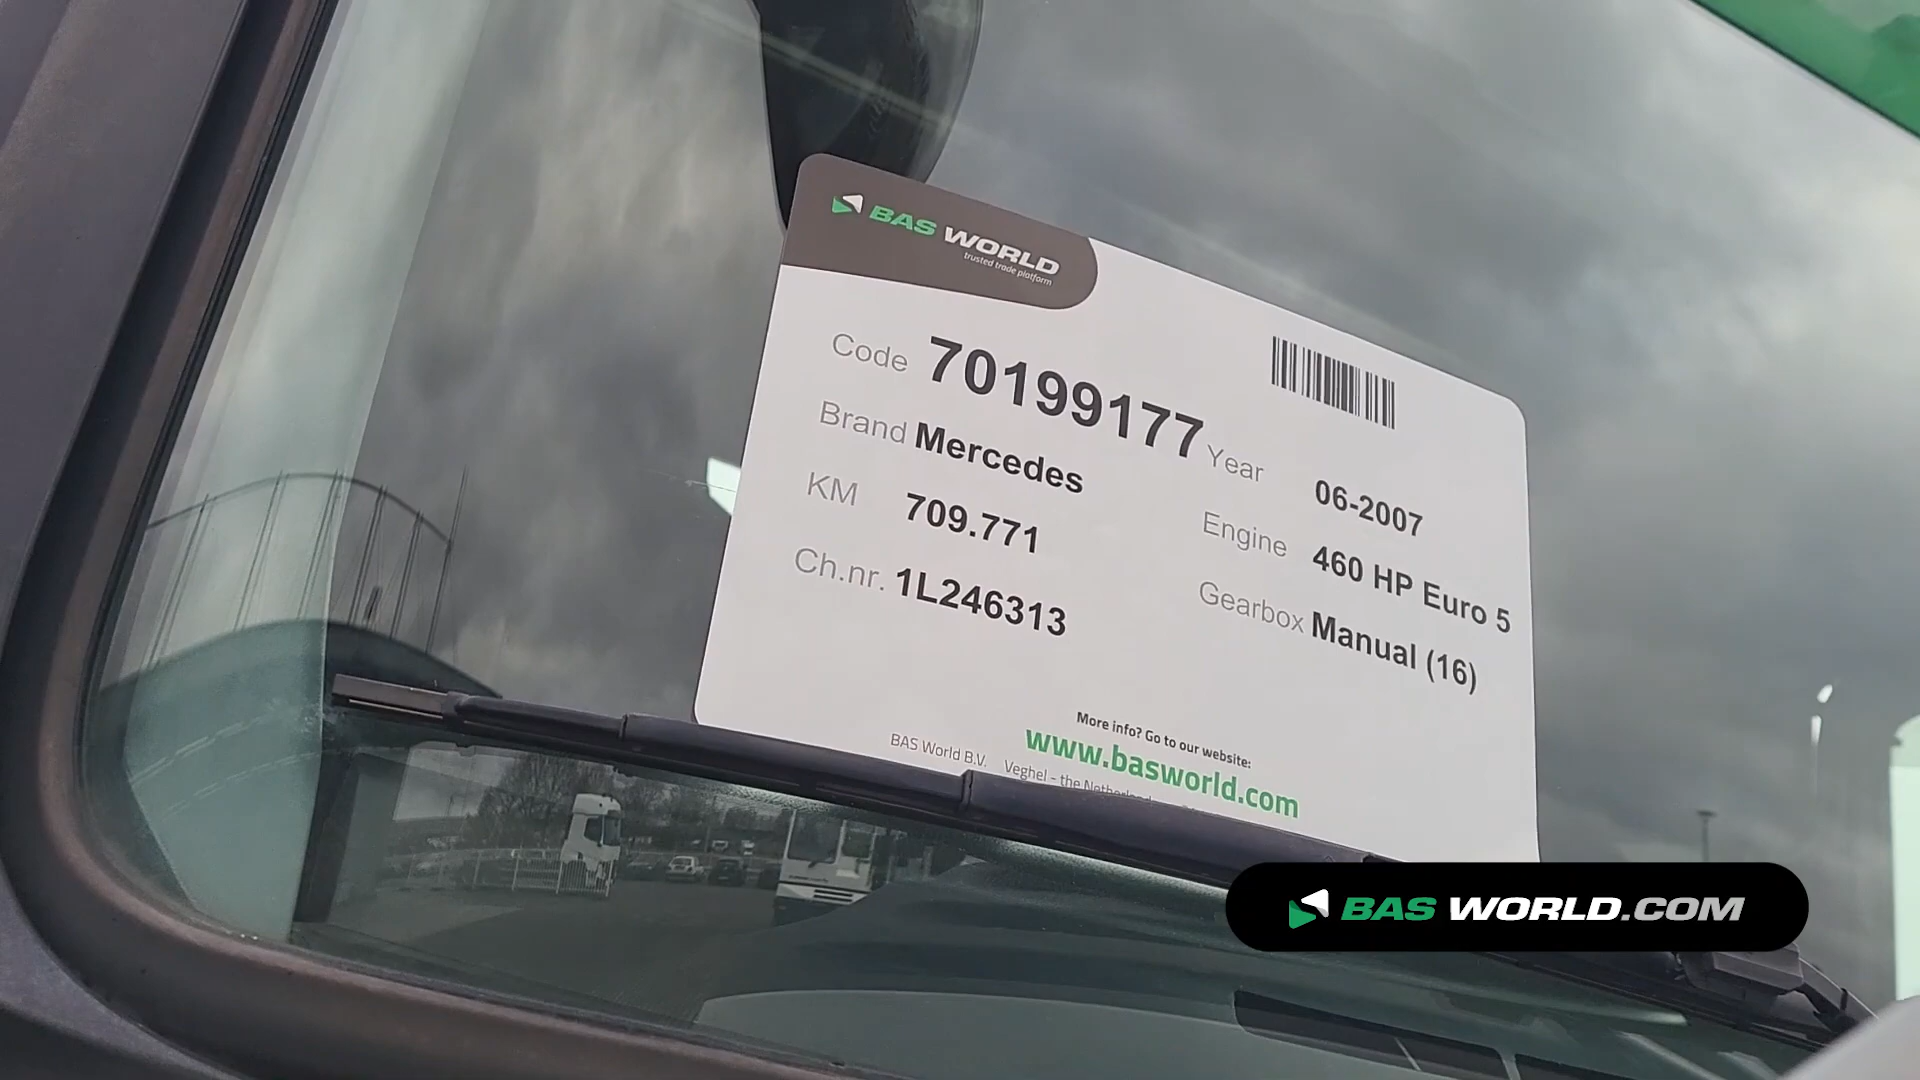 BAS WORLD
trusted trade platform
Code 70199177
Brand Mercedes
KM 709.771
Ch.nr. 1L246313
Year 06-2007
Engine 460 HP Euro 5
Gearbox Manual (16)
More info? Go to our website:
www.basworld.com
BAS World B.V. Veghel - the
BAS WORLD.COM